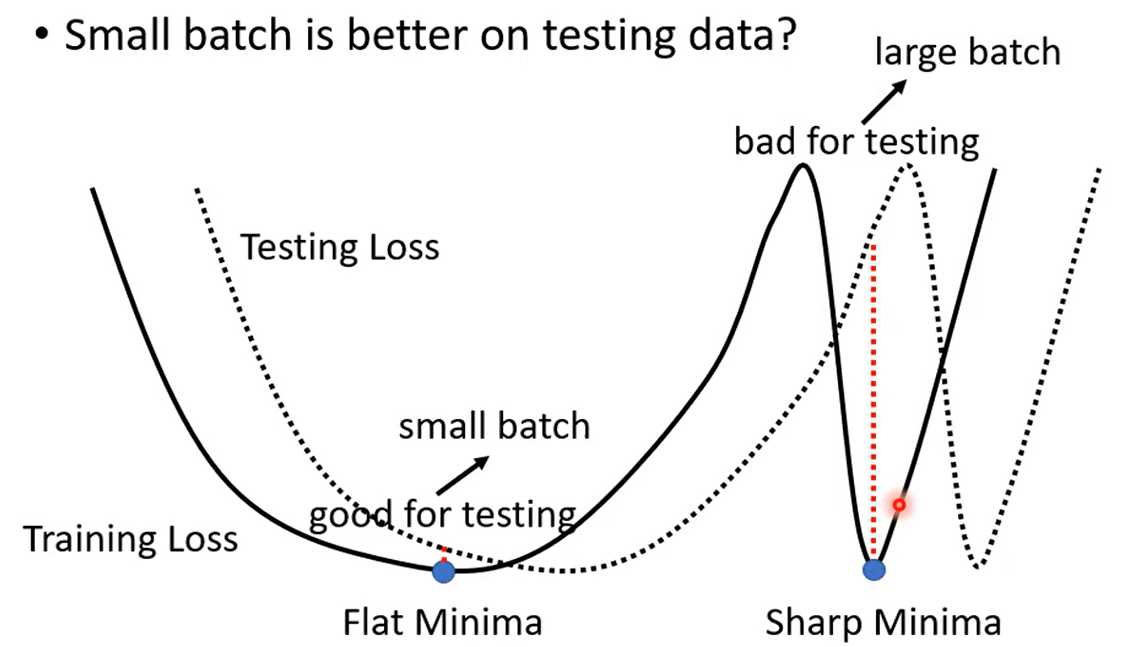 • Small batch is better on testing data?
large batch
bad for testing
Testing Loss
small batch
good for testing
Training Loss
Flat Minima
Sharp Minima